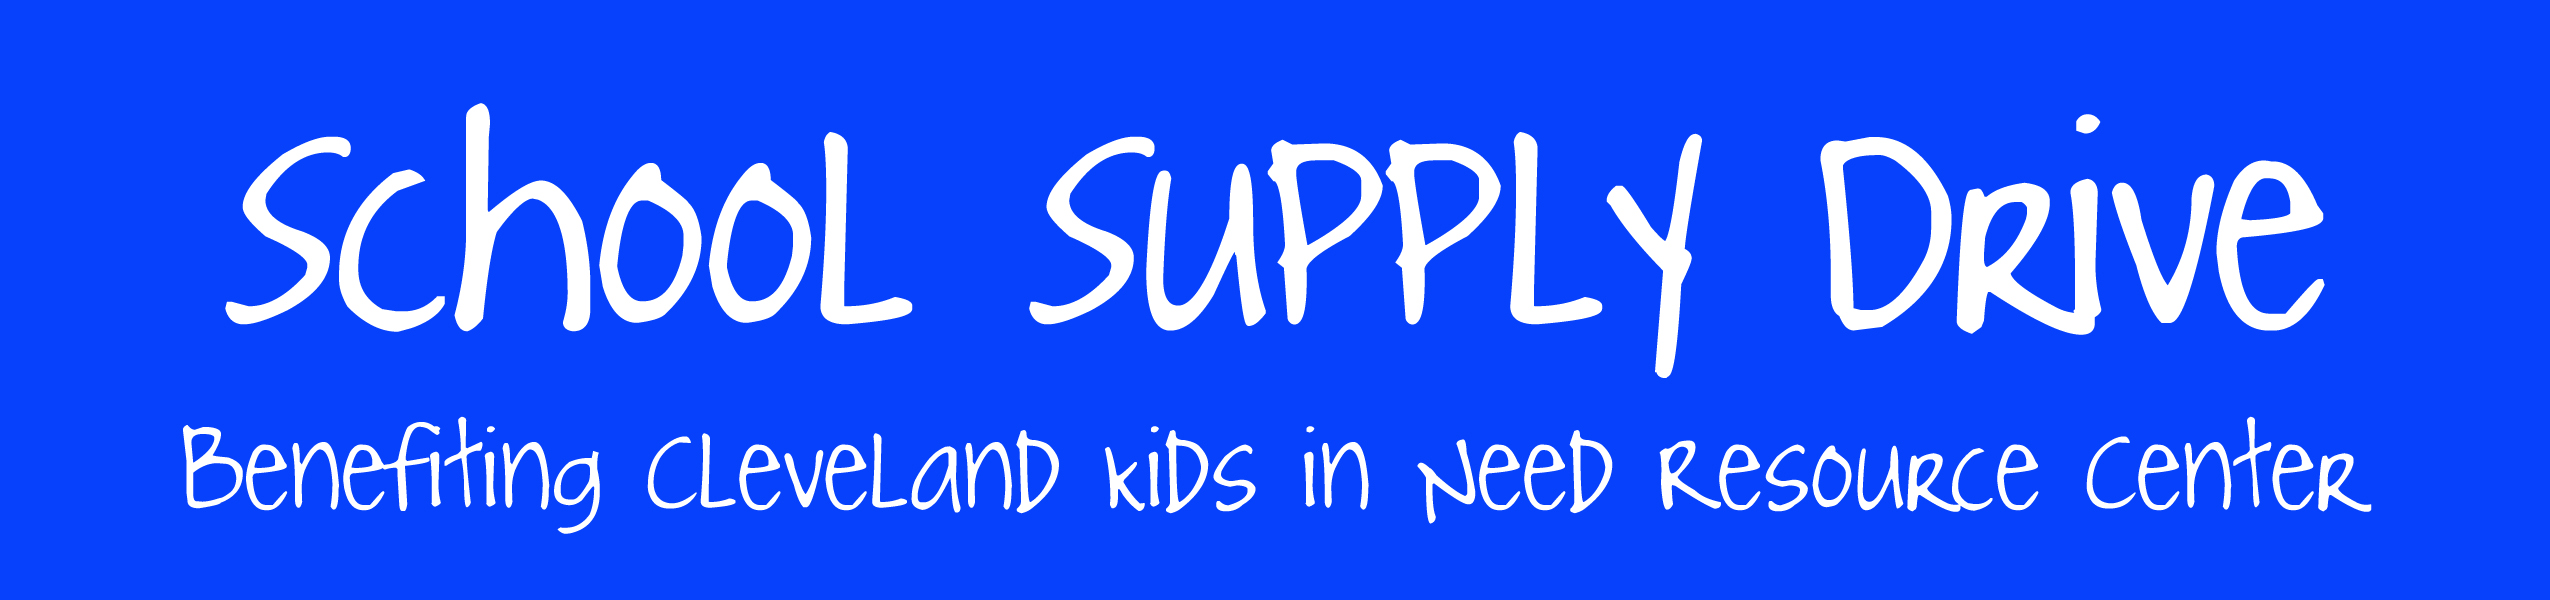 School Supply Drive
Benefiting Cleveland Kids in Need Resource Center